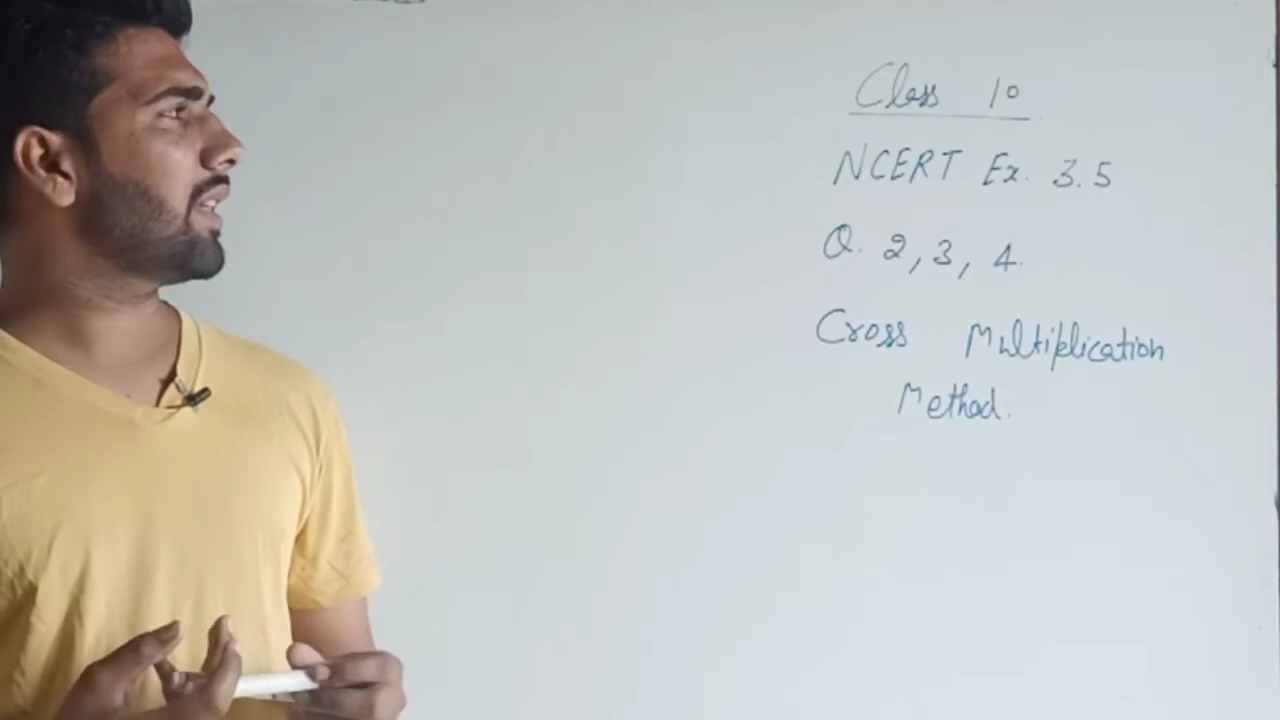 Class 10
NCERT Ex. 3.5
Q. 2, 3, 4.
Cross Multiplication
Method.